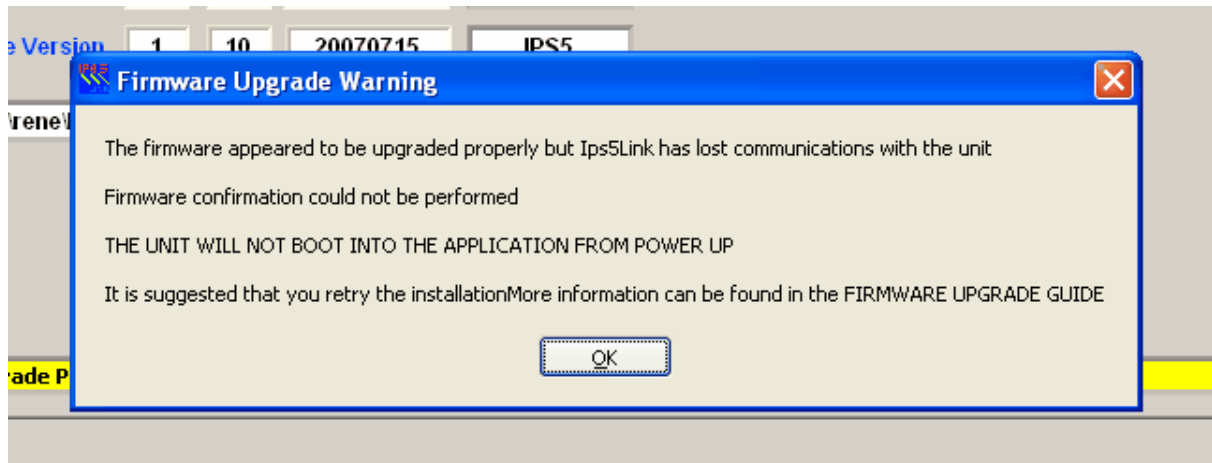 e Version 1 10 20070715 IPS5
Firmware Upgrade Warning
\rene\
The firmware appeared to be upgraded properly but Ips5Link has lost communications with the unit
Firmware confirmation could not be performed
THE UNIT WILL NOT BOOT INTO THE APPLICATION FROM POWER UP
It is suggested that you retry the installationMore information can be found in the FIRMWARE UPGRADE GUIDE
OK
ade P